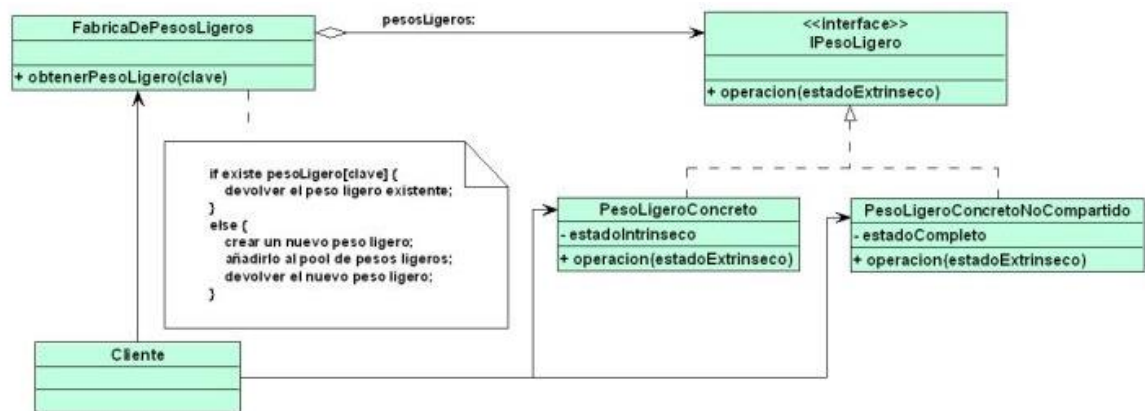 FabricaDePesosLigeros
+ obtenerPesoLigero(clave)
pesosLigeros:
<<interface>>
IPesoLigero
+ operacion(estadoExtrinseco)
if existe pesoLigero[clave] {
devolver el peso ligero existente;
}
else {
crear un nuevo peso ligero;
añadirlo al pool de pesos ligeros;
devolver el nuevo peso ligero;
}
PesoLigeroConcreto
- estadoIntrinseco
+ operacion(estadoExtrinseco)
PesoLigeroConcretoNoCompartido
- estadoCompleto
+ operacion(estadoExtrinseco)
Cliente